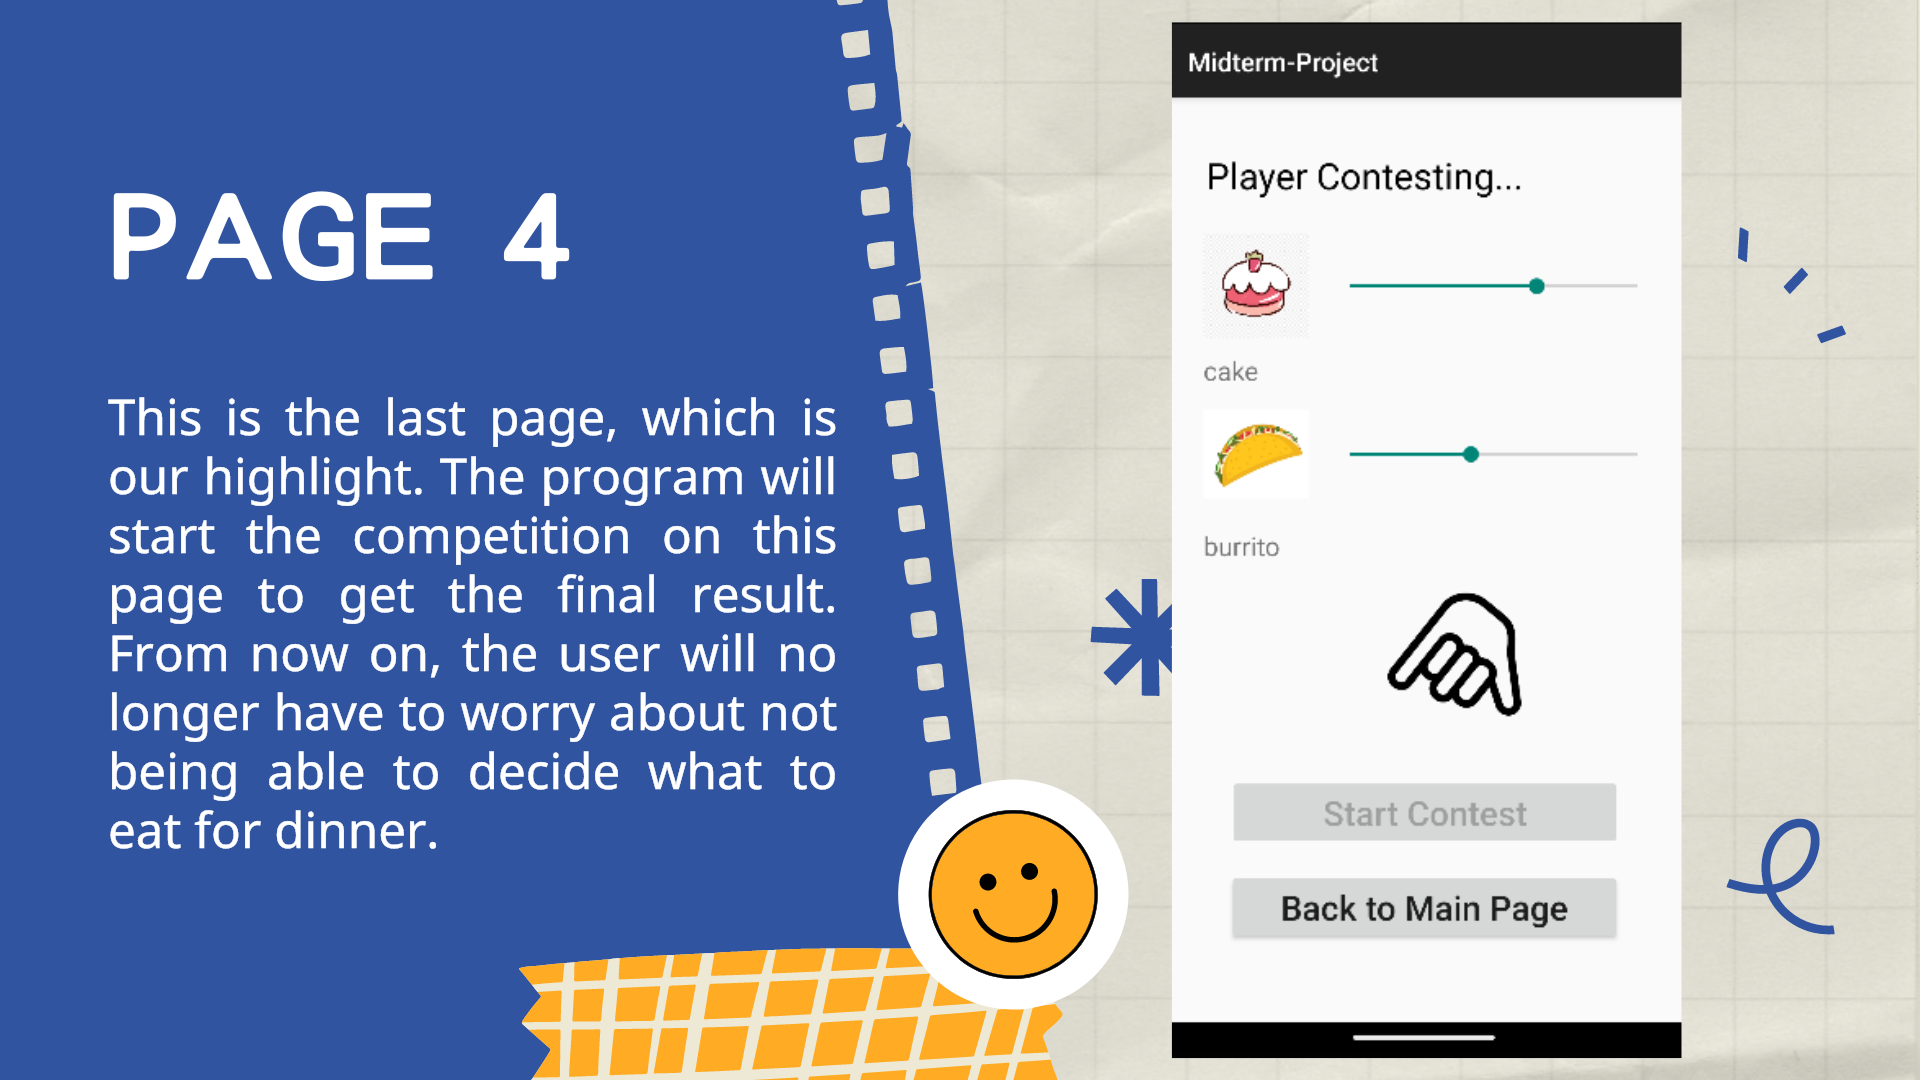 PAGE 4
This is the last page, which is
our highlight. The program will
start the competition on this
page to get the final result.
From now on, the user will no
longer have to worry about not
being able to decide what to
eat for dinner.
Midterm-Project
Player Contesting...
cake
burrito
Start Contest
Back to Main Page